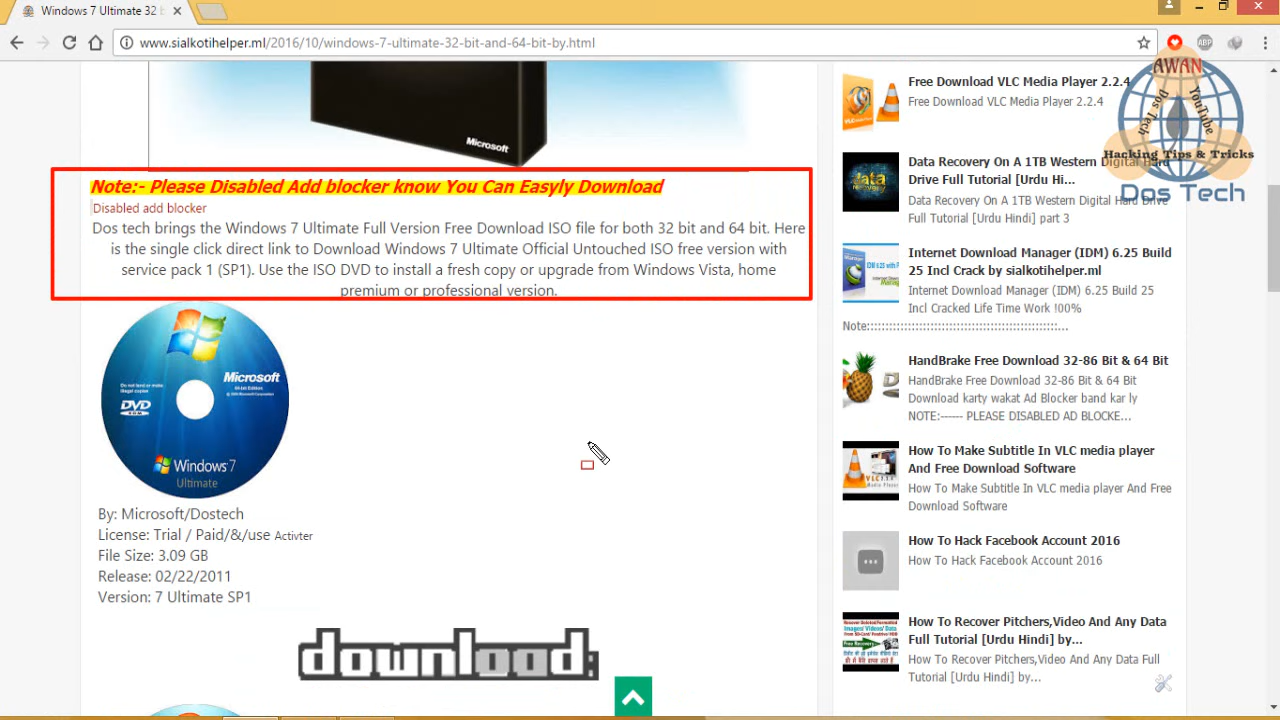 Windows 7 Ultimate 32 b
www.sialkotihelper.ml/2016/10/windows-7-ultimate-32-bit-and-64-bit-by.html
ABP
Microsoft
Note:- Please Disabled Add blocker know You Can Easyly Download
Disabled add blocker
Dos tech brings the Windows 7 Ultimate Full Version Free Download ISO file for both 32 bit and 64 bit. Here
is the single click direct link to Download Windows 7 Ultimate Official Untouched ISO free version with
service pack 1 (SP1). Use the ISO DVD to install a fresh copy or upgrade from Windows Vista, home
premium or professional version.
Microsoft
DVD
Windows 7
Ultimate
By: Microsoft/Dostech
License: Trial / Paid/&/use Activter
File Size: 3.09 GB
Release: 02/22/2011
Version: 7 Ultimate SP1
download:
Free Download VLC Media Player 2.2.4
Free Download VLC Media Player 2.2.4
Data Recovery On A 1TB Western Digital Hard
Drive Full Tutorial [Urdu Hi...
Data Recovery On A 1TB Western Digital Hard Drive
Full Tutorial [Urdu Hindi] part 3
Internet Download Manager (IDM) 6.25 Build
25 Incl Crack by sialkotihelper.ml
Internet Download Manager (IDM) 6.25 Build 25
Incl Cracked Life Time Work !00%
Note:::::::::::::::::::::::::::::::::::::::::::::::...
HandBrake Free Download 32-86 Bit & 64 Bit
HandBrake Free Download 32-86 Bit & 64 Bit
Download karty wakat Ad Blocker band kar ly
NOTE:------ PLEASE DISABLED AD BLOCKE...
How To Make Subtitle In VLC media player
And Free Download Software
How To Make Subtitle In VLC media player And Free
Download Software
How To Hack Facebook Account 2016
How To Hack Facebook Account 2016
How To Recover Pitchers,Video And Any Data
Full Tutorial [Urdu Hindi] by...
How To Recover Pitchers,Video And Any Data Full
Tutorial [Urdu Hindi] by...
AWAN
Dos Tech
YouTube
Hacking Tips & Tricks
Dos Tech